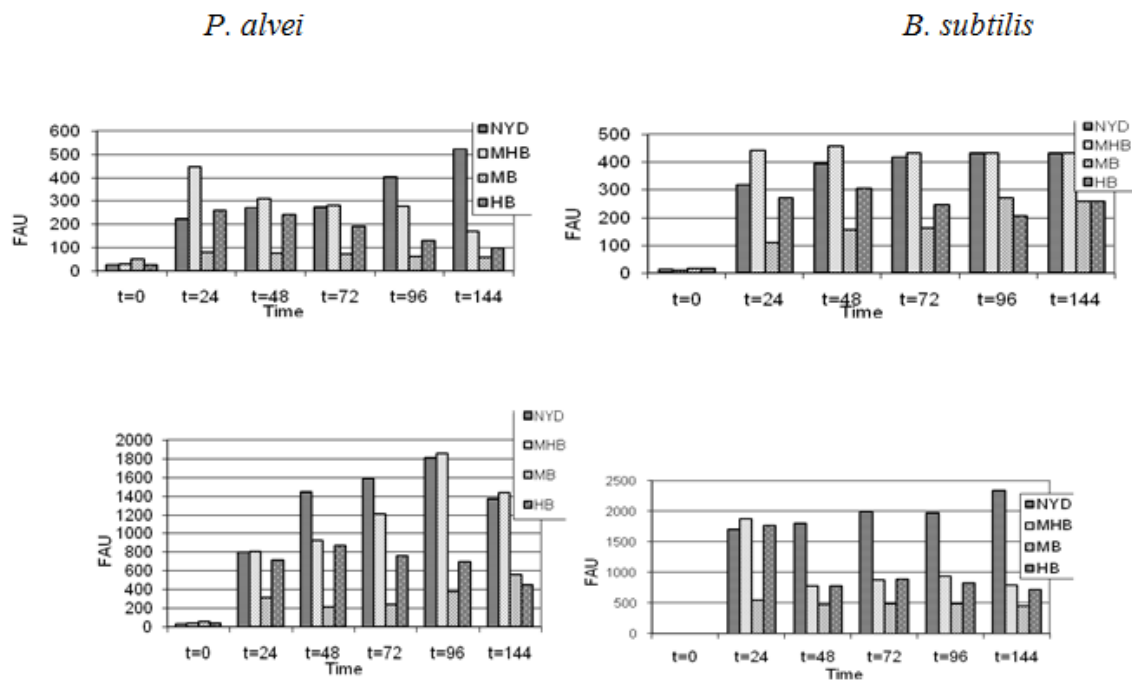 P. alvei
B. subtilis
600
500
400
300
200
100
0
FAU
t=0 t=24 t=48 t=72 t=96 t=144
Time
NYD
MHB
MB
HB
500
400
300
200
100
0
FAU
t=0 t=24 t=48 t=72 t=96 t=144
Time
NYD
MHB
MB
HB
2000
1800
1600
1400
1200
1000
800
600
400
200
0
FAU
t=0 t=24 t=48 t=72 t=96 t=144
Time
NYD
MHB
MB
HB
2500
2000
1500
1000
500
0
FAU
t=0 t=24 t=48 t=72 t=96 t=144
Time
NYD
MHB
MB
HB